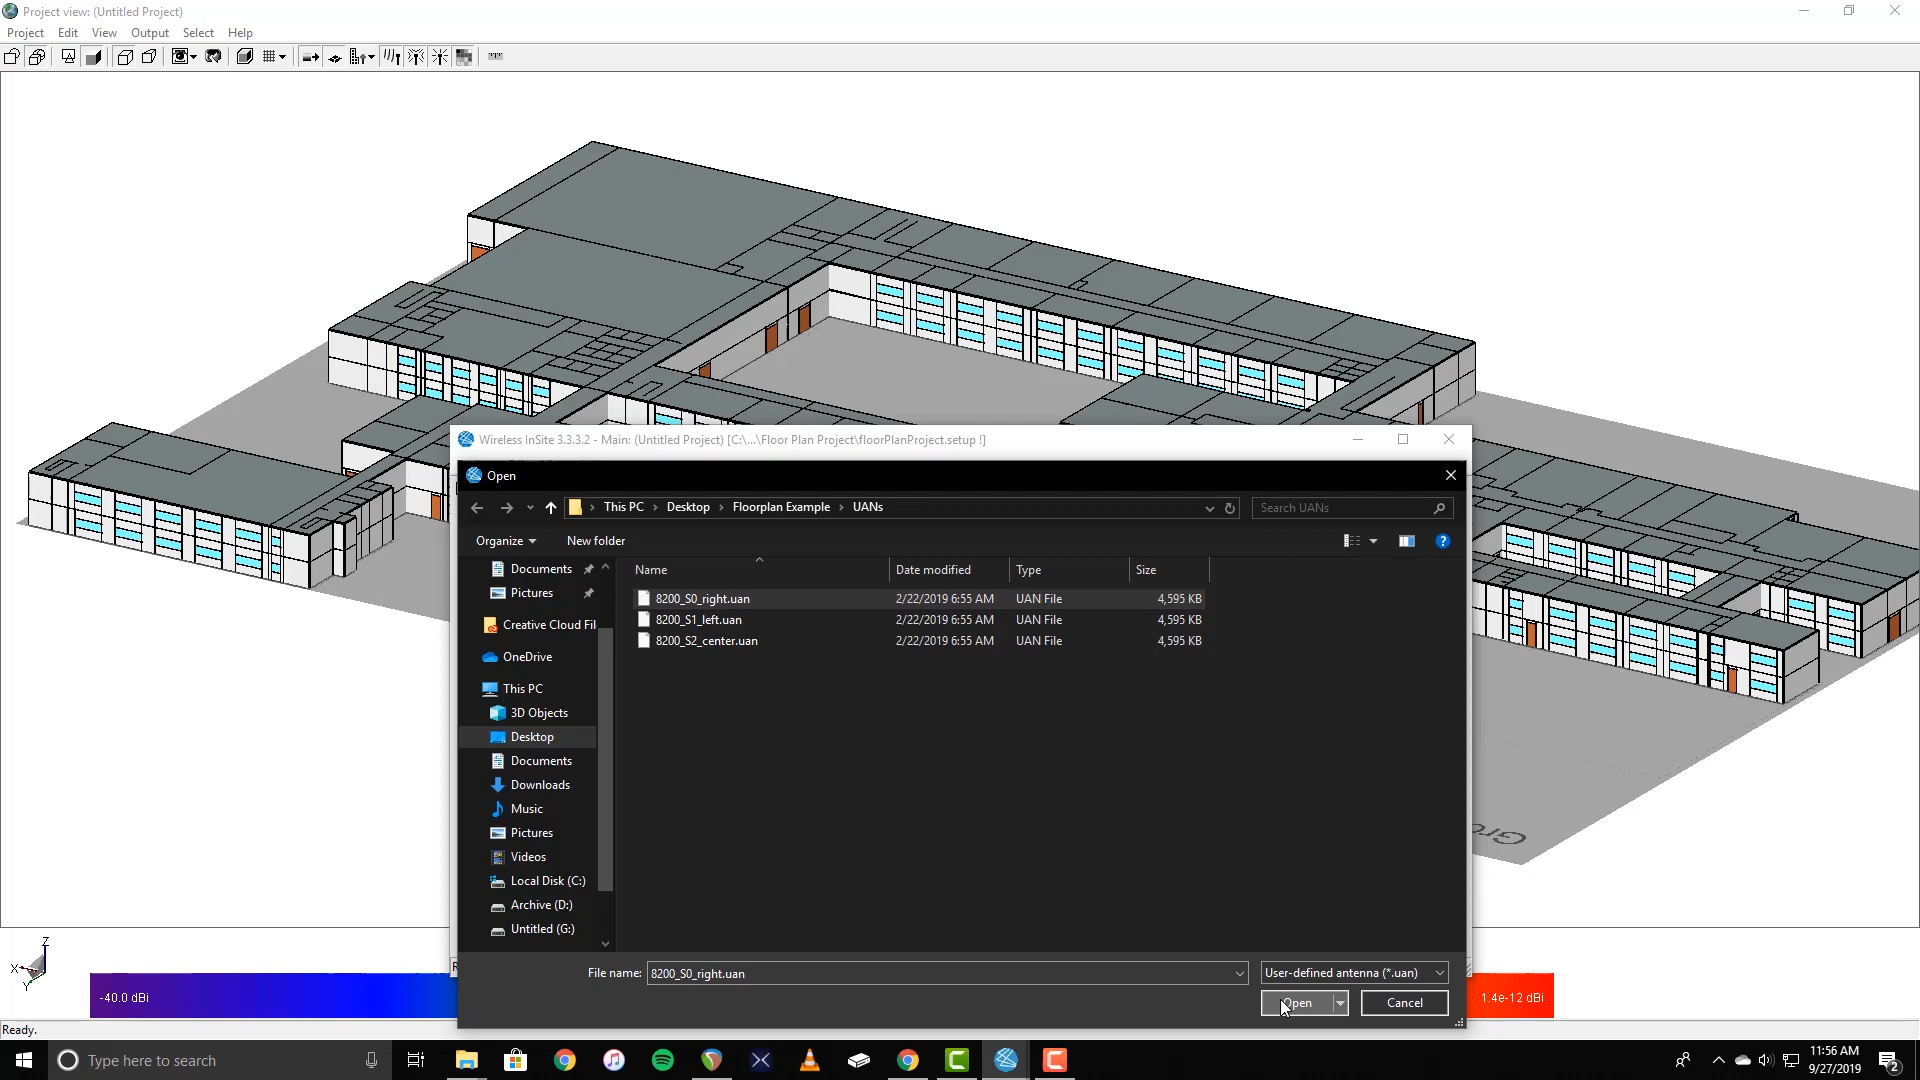 Project view: (Untitled Project)
Project Edit View Output Select Help
Wireless InSite 3.3.3.2 - Main: (Untitled Project) [C:\...\Floor Plan Project\floorPlanProject.setup !]
Open
This PC > Desktop > Floorplan Example > UANs
Search UANs
Organize
New folder
?
Documents
Pictures
Creative Cloud Fil
OneDrive
This PC
3D Objects
Desktop
Documents
Downloads
Music
Pictures
Videos
Local Disk (C:)
Archive (D:)
Untitled (G:)
Name Date modified Type Size
8200_S0_right.uan 2/22/2019 6:55 AM UAN File 4,595 KB
8200_S1_left.uan 2/22/2019 6:55 AM UAN File 4,595 KB
8200_S2_center.uan 2/22/2019 6:55 AM UAN File 4,595 KB
File name: 8200_S0_right.uan
User-defined antenna (*.uan)
Open
Cancel
Gro
Z
X
Y
-40.0 dBi
1.4e-12 dBi
Ready.
Type here to search
11:56 AM
9/27/2019
2